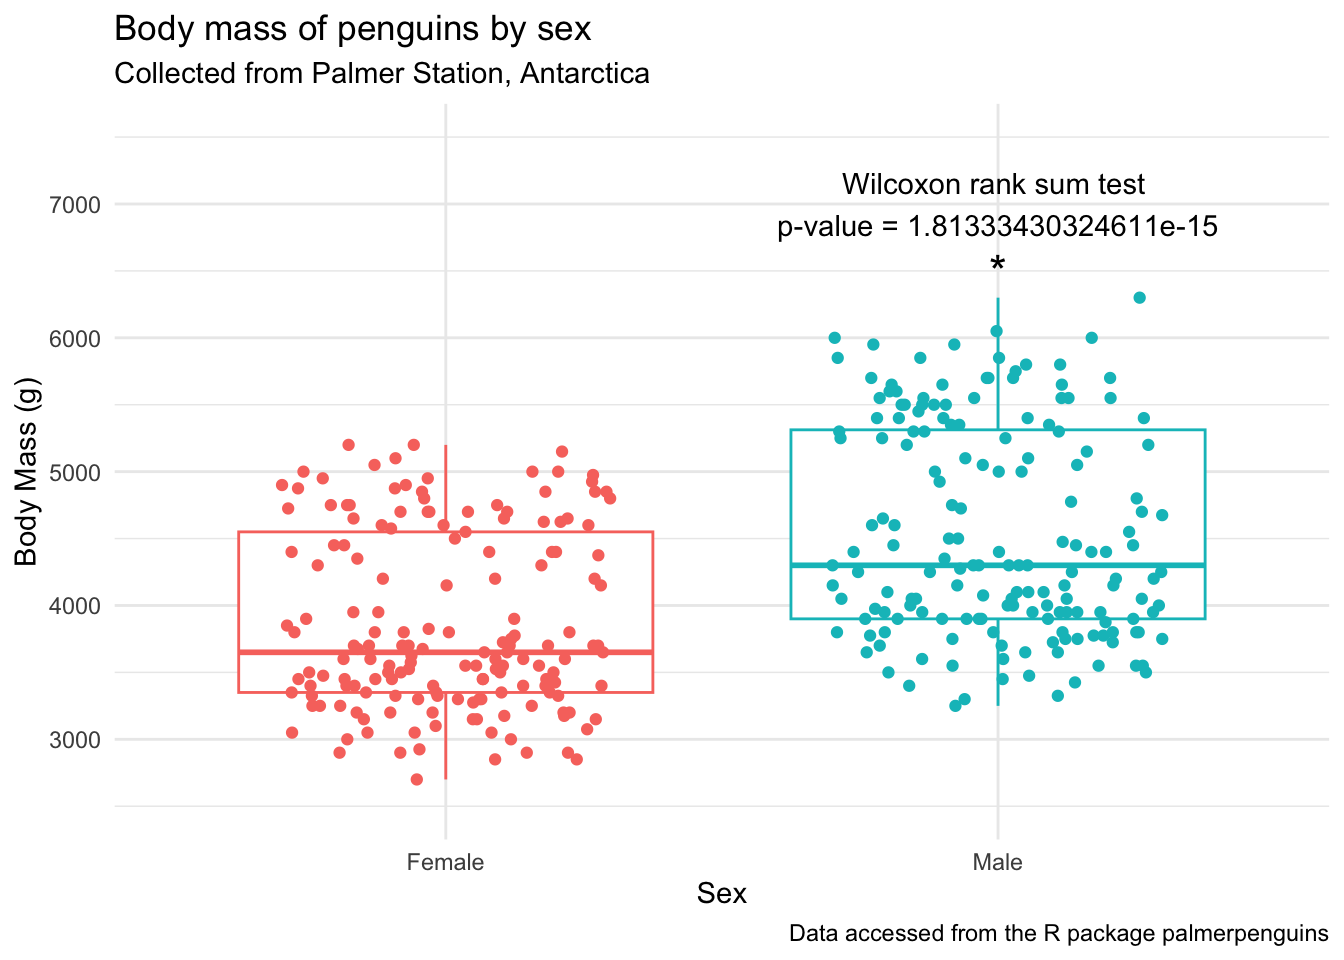 Body mass of penguins by sex
Collected from Palmer Station, Antarctica
Wilcoxon rank sum test
p-value = 1.81333430324611e-15
*
7000
6000
5000
4000
3000
Body Mass (g)
Female
Male
Sex
Data accessed from the R package palmerpenguins